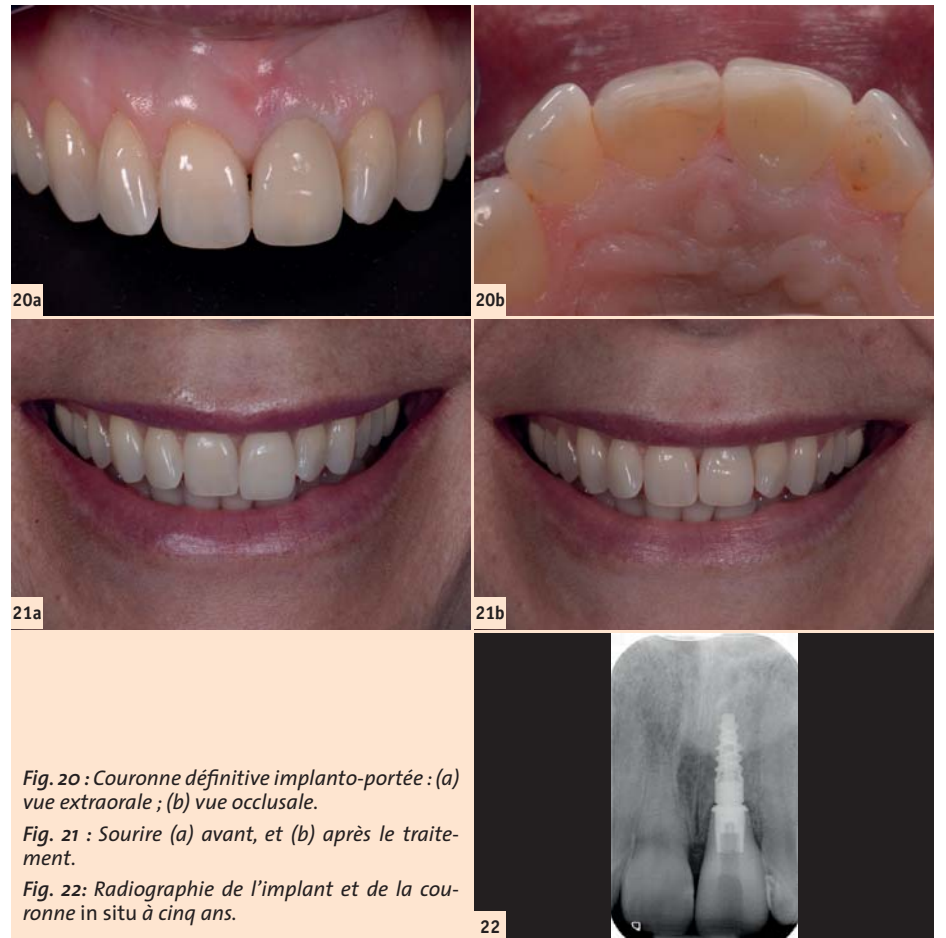 20a
20b
21a
21b
Fig. 20 : Couronne définitive implanto-portée : (a)
vue extraorale ; (b) vue occlusale.
Fig. 21 : Sourire (a) avant, et (b) après le traite-
ment.
Fig. 22: Radiographie de l’implant et de la cou-
ronne in situ à cinq ans.
22